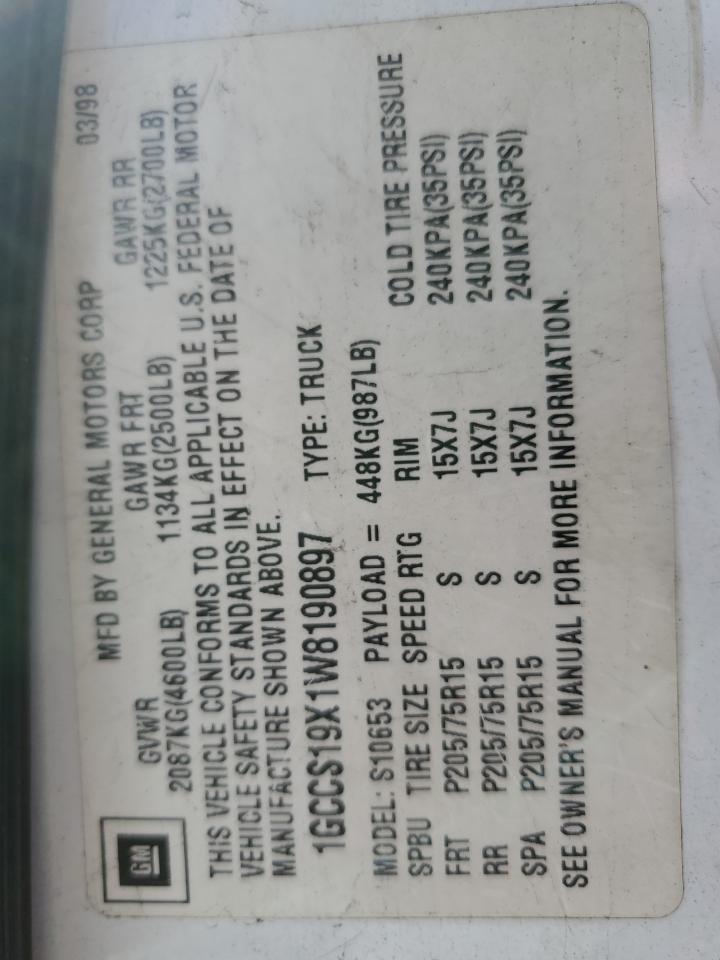 GM
MFD BY GENERAL MOTORS CORP 03/98
GVWR GAWR FRT GAWR RR
2087KG(4600LB) 1134KG(2500LB) 1225KG(2700LB)
THIS VEHICLE CONFORMS TO ALL APPLICABLE U.S. FEDERAL MOTOR
VEHICLE SAFETY STANDARDS IN EFFECT ON THE DATE OF
MANUFACTURE SHOWN ABOVE.
1GCCS19X1W8190897 TYPE: TRUCK
MODEL: S10653 PAYLOAD = 448KG(987LB)
SPBU TIRE SIZE SPEED RTG RIM COLD TIRE PRESSURE
FRT P205/75R15 S 15X7J 240KPA(35PSI)
RR P205/75R15 S 15X7J 240KPA(35PSI)
SPA P205/75R15 S 15X7J 240KPA(35PSI)
SEE OWNER'S MANUAL FOR MORE INFORMATION.